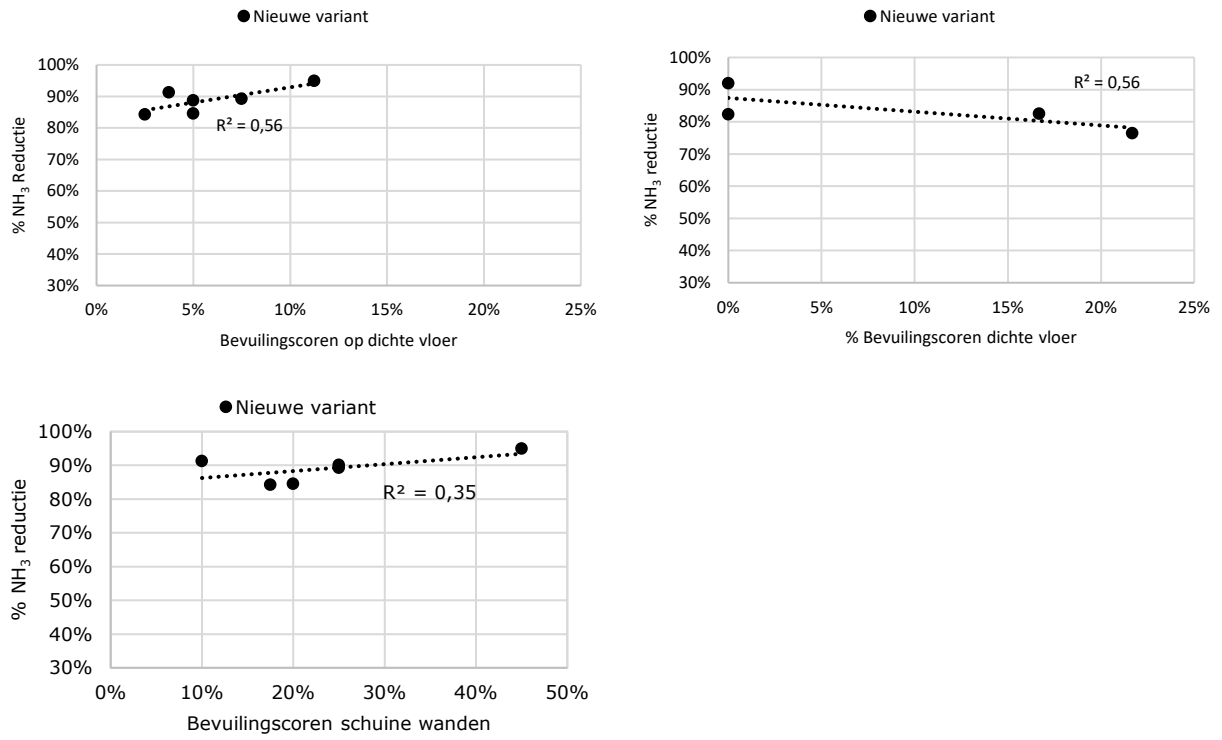 Nieuwe variant
100%
90%
80%
70%
60%
50%
40%
30%
% NH₃ Reductie
R² = 0,56
0% 5% 10% 15% 20% 25%
Bevuilingscoren op dichte vloer
Nieuwe variant
100%
90%
80%
70%
60%
50%
40%
30%
% NH₃ reductie
R² = 0,56
0% 5% 10% 15% 20% 25%
% Bevuilingscoren dichte vloer
Nieuwe variant
100%
90%
80%
70%
60%
50%
40%
30%
% NH₃ reductie
R² = 0,35
0% 10% 20% 30% 40% 50%
Bevuilingscoren schuine wanden